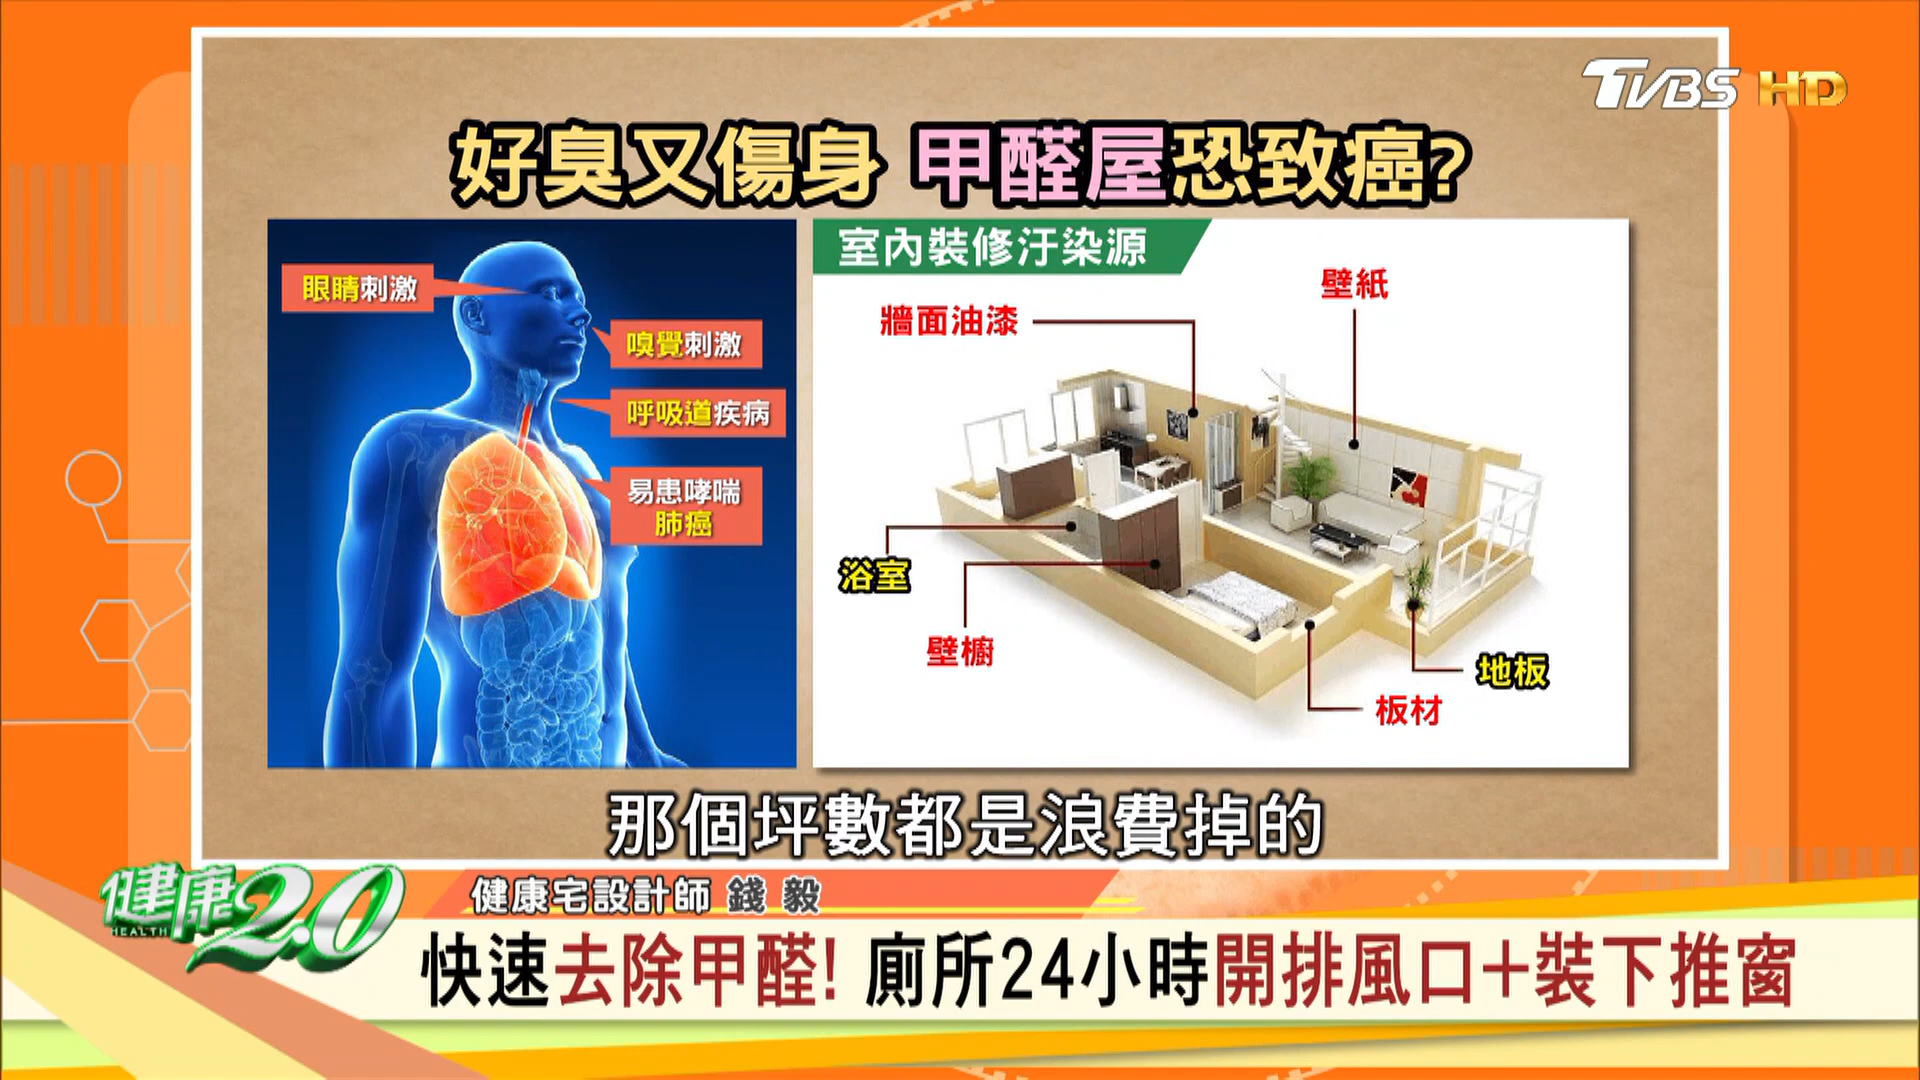 TVBS HD
好臭又傷身 甲醛屋恐致癌?
眼睛刺激
嗅覺刺激
呼吸道疾病
易患哮喘
肺癌
室內裝修汙染源
壁紙
牆面油漆
浴室
壁櫥
地板
板材
那個坪數都是浪費掉的
健康2.0
HEALTH
健康宅設計師 錢 毅
快速去除甲醛! 廁所24小時開排風口+裝下推窗